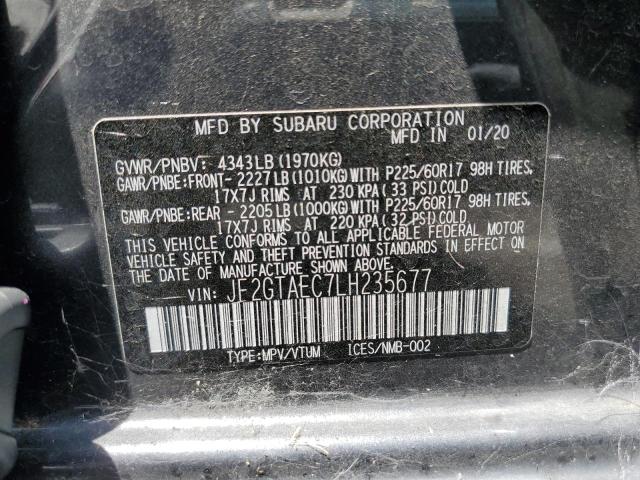 MFD BY SUBARU CORPORATION
MFD IN 01/20
GVWR/PNBV: 4343LB (1970KG)
GAWR/PNBE:FRONT- 2227LB (1010KG)WITH P225/60R17 98H TIRES,
17X7J RIMS AT 230 KPA (33 PSI)COLD
GAWR/PNBE:REAR - 2205LB (1000KG)WITH P225/60R17 98H TIRES,
17X7J RIMS AT 220 KPA (32 PSI)COLD
THIS VEHICLE CONFORMS TO ALL APPLICABLE FEDERAL MOTOR
VEHICLE SAFETY AND THEFT PREVENTION STANDARDS IN EFFECT ON
THE DATE OF MANUFACTURE SHOWN ABOVE.
VIN: JF2GTAEC7LH235677
TYPE:MPV/VTUM ICES/NMB-002